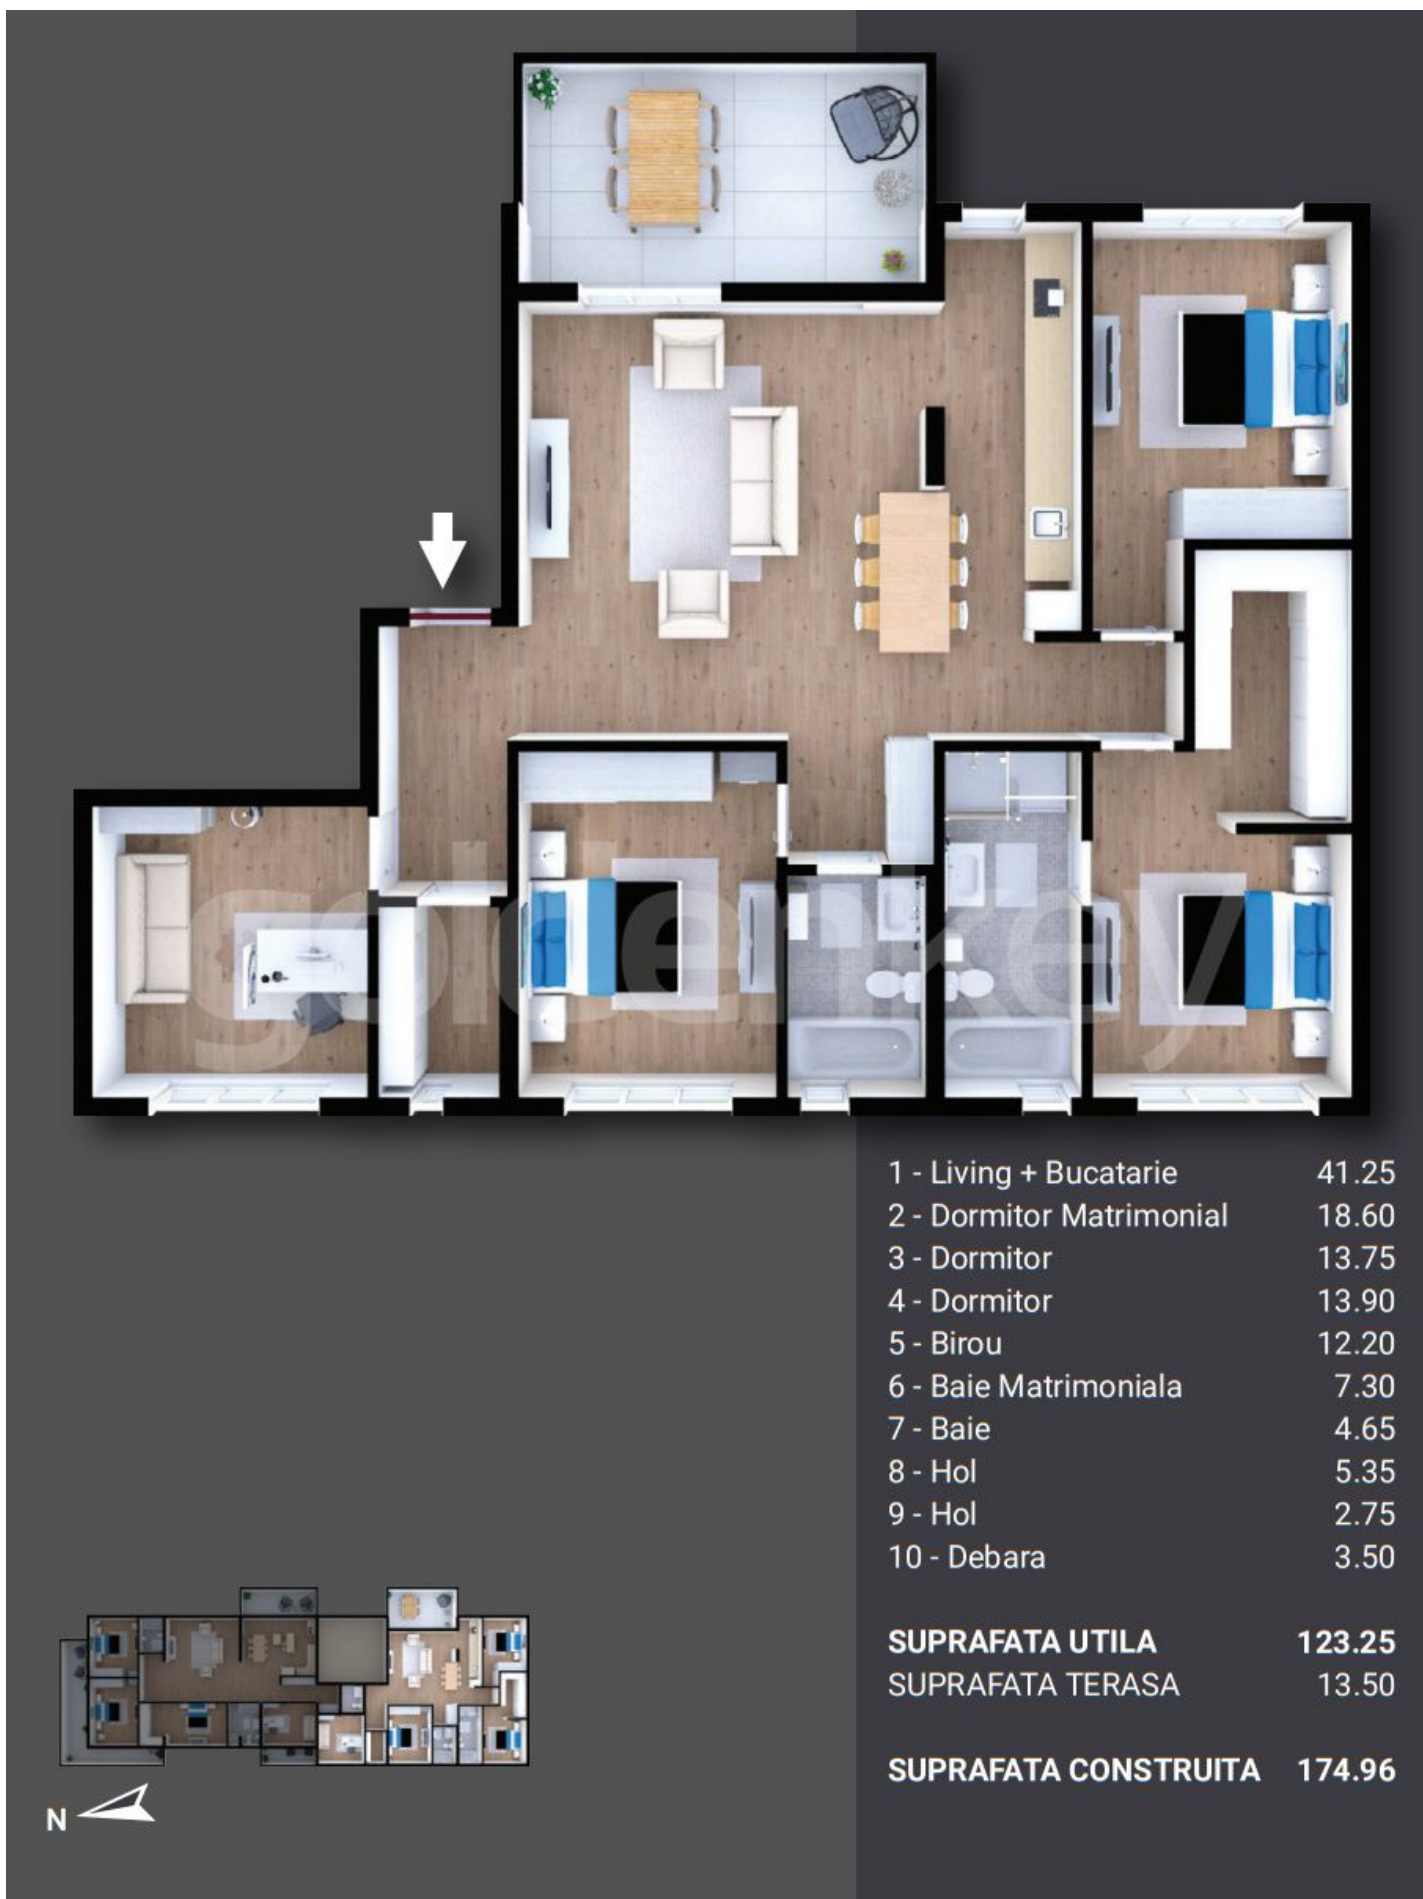 goldenkey
1 - Living + Bucatarie 41.25
2 - Dormitor Matrimonial 18.60
3 - Dormitor 13.75
4 - Dormitor 13.90
5 - Birou 12.20
6 - Baie Matrimoniala 7.30
7 - Baie 4.65
8 - Hol 5.35
9 - Hol 2.75
10 - Debara 3.50
SUPRAFATA UTILA 123.25
SUPRAFATA TERASA 13.50
SUPRAFATA CONSTRUITA 174.96
N